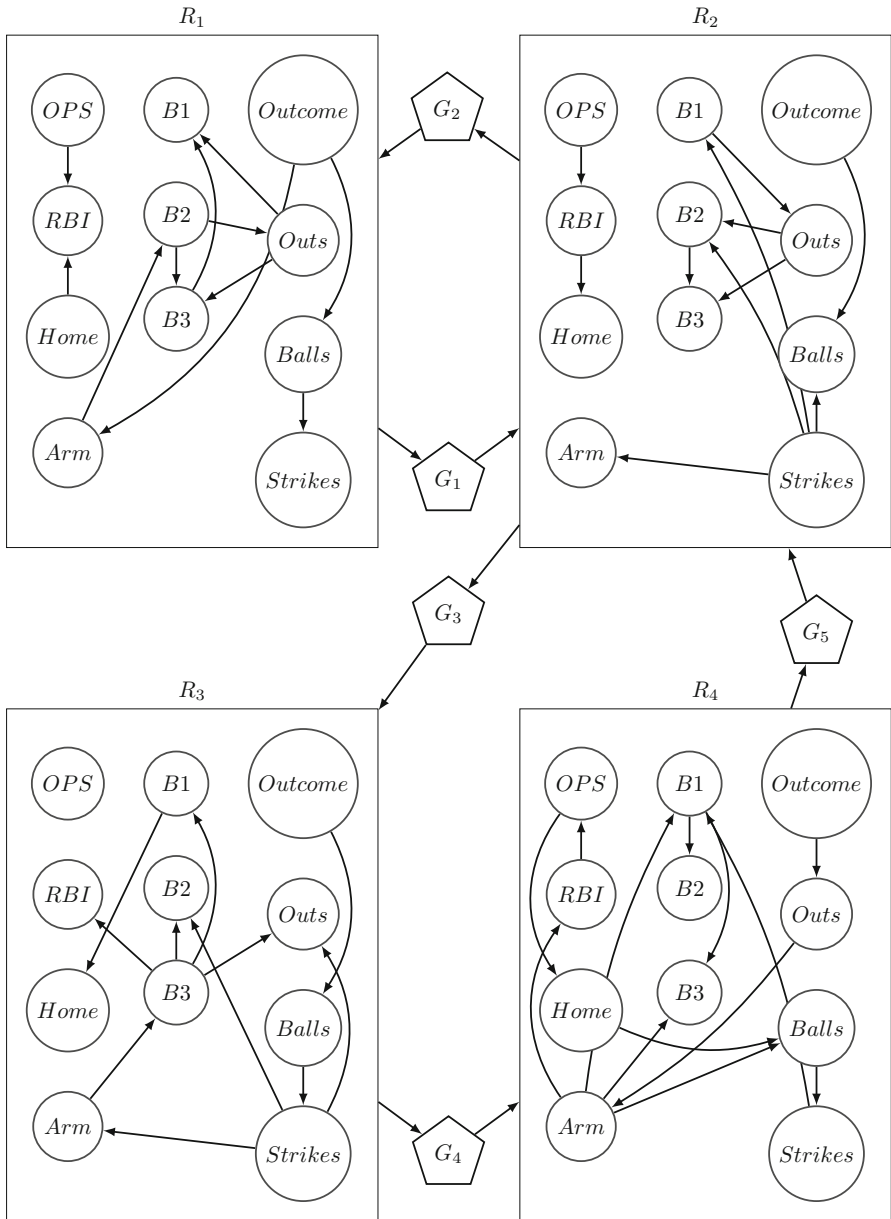 R1
OPS
B1
Outcome
RBI
B2
Outs
Home
B3
Balls
Arm
Strikes
G2
G1
R2
OPS
B1
Outcome
RBI
B2
Outs
Home
B3
Balls
Arm
Strikes
G3
G5
R3
OPS
B1
Outcome
RBI
B2
Outs
Home
B3
Balls
Arm
Strikes
G4
R4
OPS
B1
Outcome
RBI
B2
Outs
Home
B3
Balls
Arm
Strikes